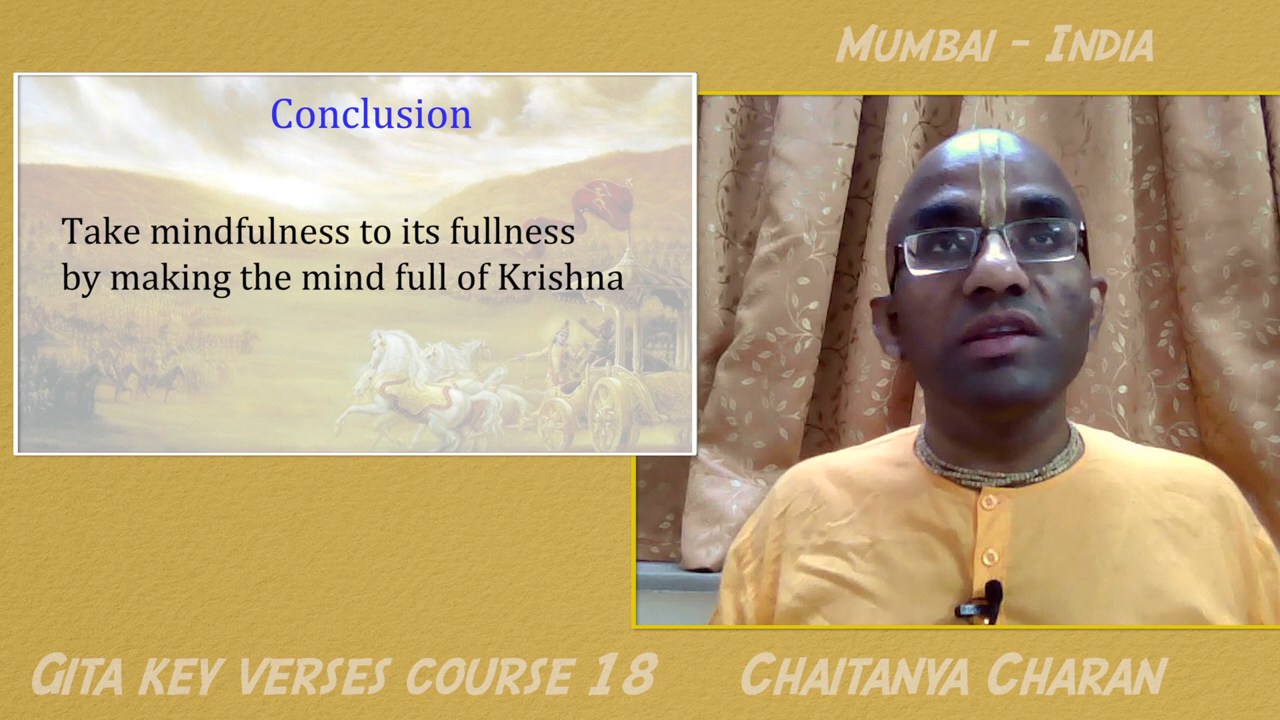 Mumbai - India
Conclusion
Take mindfulness to its fullness
by making the mind full of Krishna
Gita key verses course 18
Chaitanya Charan